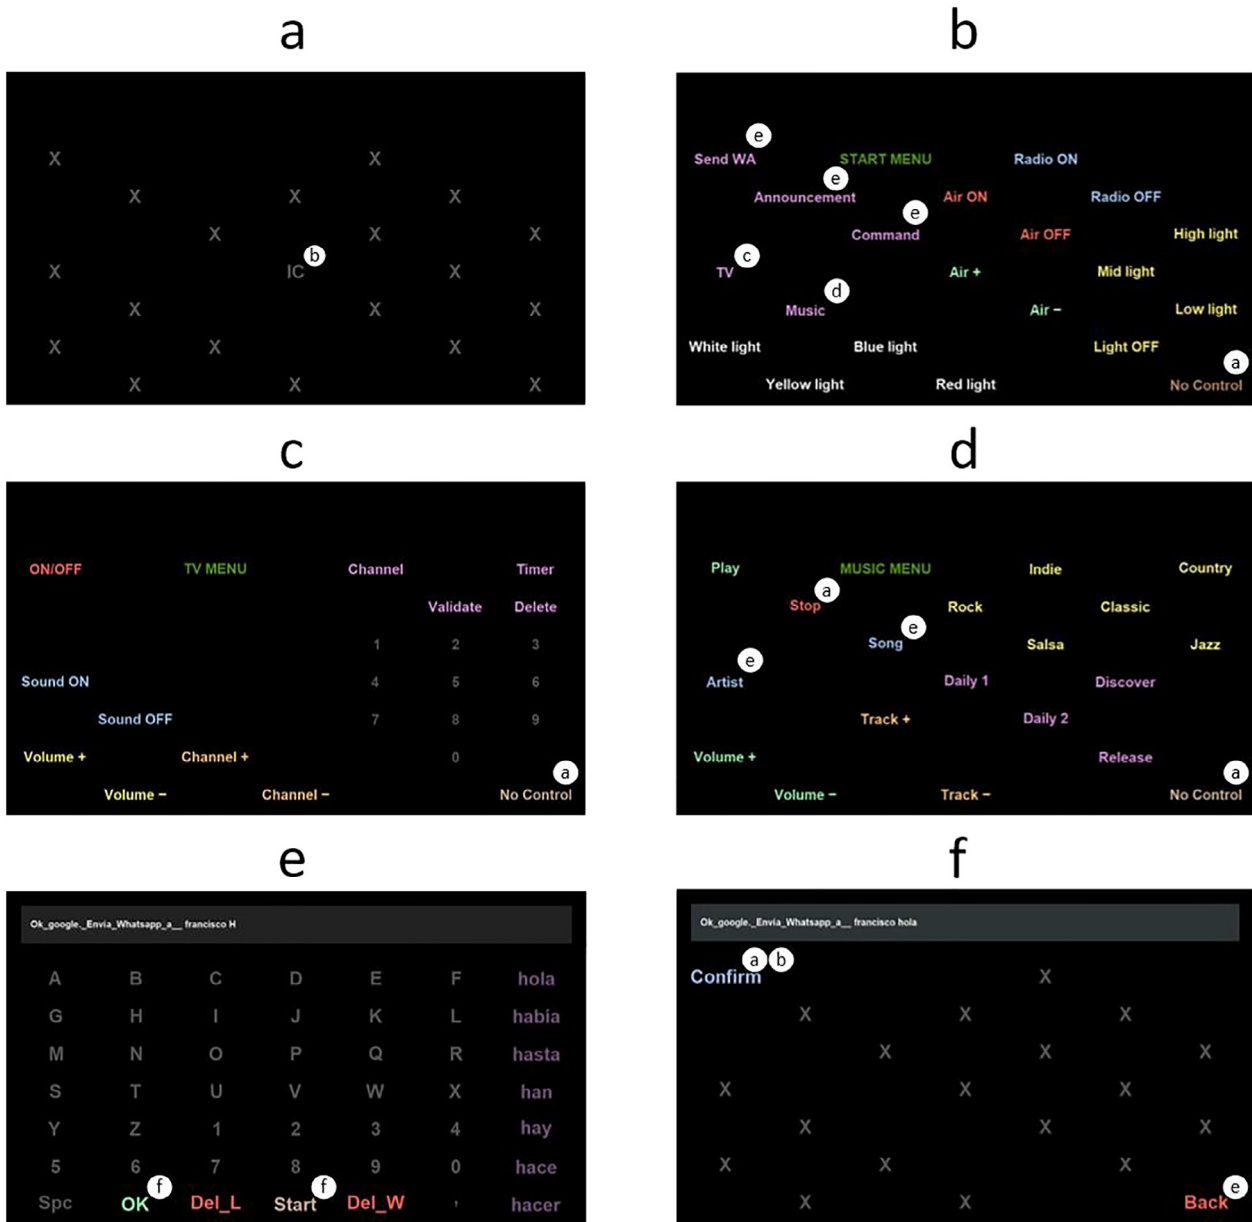 a b
X X
X X X
X X X
X IC b X
X X X
X X X
X X X
e
Send WA START MENU Radio ON
e
Announcement Air ON Radio OFF
e
Command Air OFF High light
c
TV Air + Mid light
d
Music Air − Low light
White light Blue light Light OFF
a
Yellow light Red light No Control
c d
ON/OFF TV MENU Channel Timer
Validate Delete
1 2 3
Sound ON 4 5 6
Sound OFF 7 8 9
Volume + Channel + 0
a
Volume − Channel − No Control
Play MUSIC MENU Indie Country
a
Stop Rock Classic
e
Song Salsa Jazz
e
Artist Daily 1 Discover
Track + Daily 2
Volume + Release
a
Volume − Track − No Control
e f
Ok_google._Envia_Whatsapp_a__ francisco H
A B C D E F hola
G H I J K L habia
M N O P Q R hasta
S T U V W X han
Y Z 1 2 3 4 hay
5 6 7 8 9 0 hace
f f
Spc OK Del_L Start Del_W , hacer
Ok_google._Envia_Whatsapp_a__ francisco hola
a b
Confirm X
X X X
X X X
X X X
X X X
X X X
e
X X Back